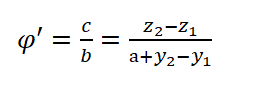 φ′ = c/b = (z₂−z₁)/(a+y₂−y₁)